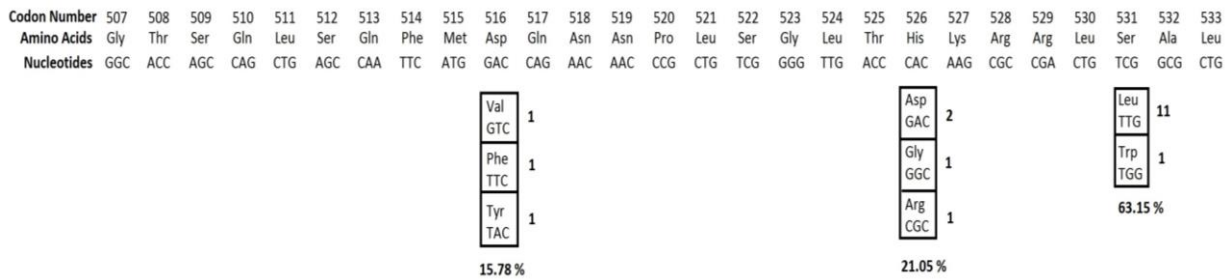 Codon Number 507 508 509 510 511 512 513 514 515 516 517 518 519 520 521 522 523 524 525 526 527 528 529 530 531 532 533
Amino Acids Gly Thr Ser Gln Leu Ser Gln Phe Met Asp Gln Asn Asn Pro Leu Ser Gly Leu Thr His Lys Arg Arg Leu Ser Ala Leu
Nucleotides GGC ACC AGC CAG CTG AGC CAA TTC ATG GAC CAG AAC AAC CCG CTG TCG GGG TTG ACC CAC AAG CGC CGA CTG TCG GCG CTG
Val
GTC
1
Phe
TTC
1
Tyr
TAC
1
15.78 %
Asp
GAC
2
Gly
GGC
1
Arg
CGC
1
21.05 %
Leu
TTG
11
Trp
TGG
1
63.15 %